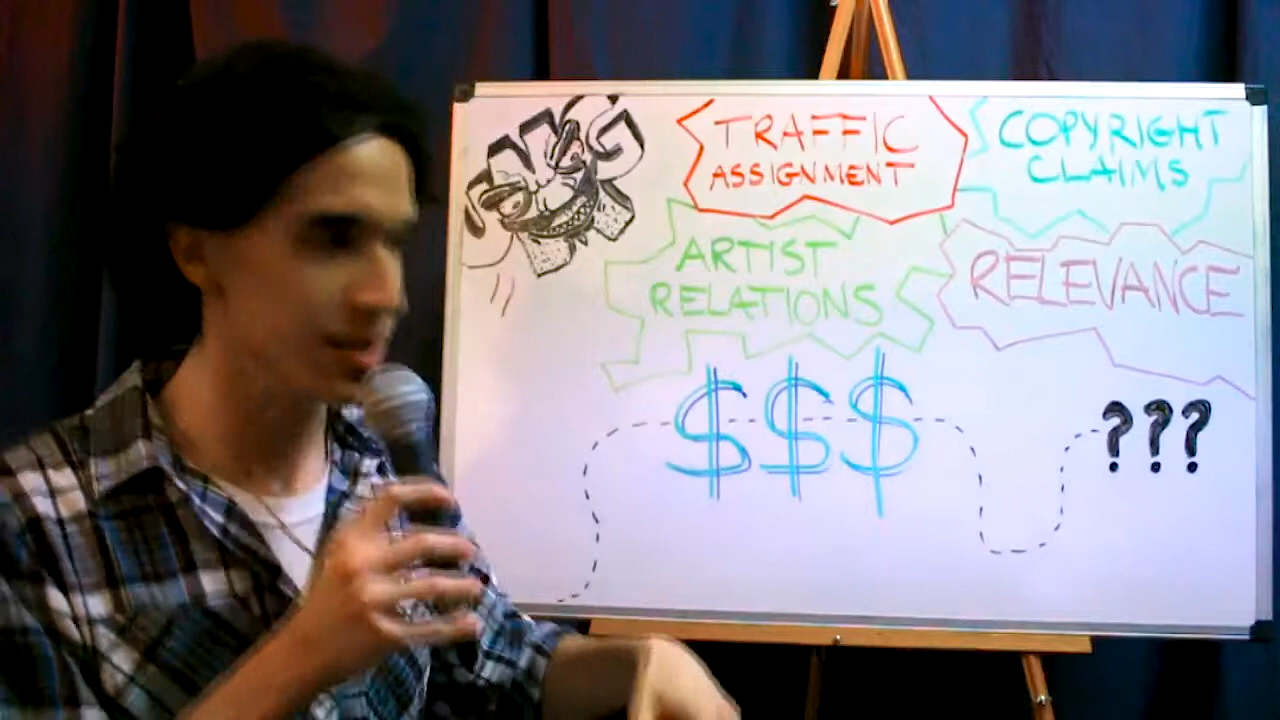 TRAFFIC
ASSIGNMENT
COPYRIGHT
CLAIMS
ARTIST
RELATIONS
RELEVANCE
$$$
???